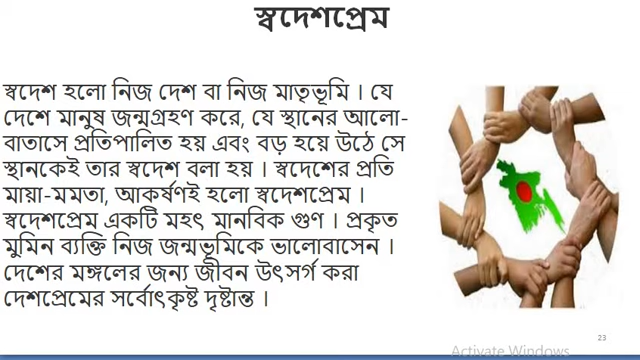 স্বদেশপ্রেম
স্বদেশ হলো নিজ দেশ বা নিজ মাতৃভূমি । যে
দেশে মানুষ জন্মগ্রহণ করে, যে স্থানের আলো-
বাতাসে প্রতিপালিত হয় এবং বড় হয়ে উঠে সে
স্থানকেই তার স্বদেশ বলা হয় । স্বদেশের প্রতি
মায়া-মমতা, আকর্ষণই হলো স্বদেশপ্রেম ।
স্বদেশপ্রেম একটি মহৎ মানবিক গুণ । প্রকৃত
মুমিন ব্যক্তি নিজ জন্মভূমিকে ভালোবাসেন ।
দেশের মঙ্গলের জন্য জীবন উৎসর্গ করা
দেশপ্রেমের সর্বোৎকৃষ্ট দৃষ্টান্ত ।
23
Activate Windows